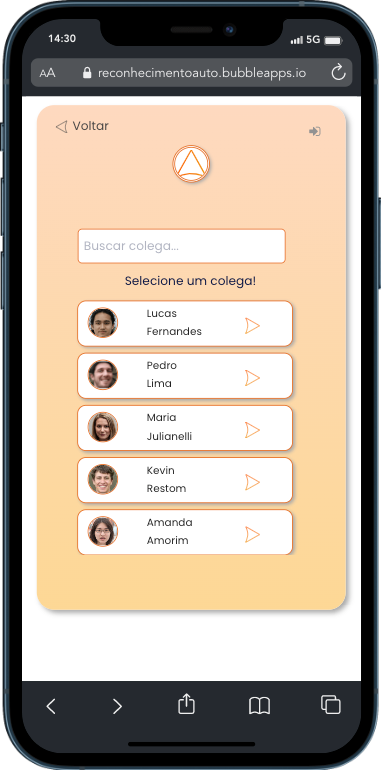 14:30
5G
AA
reconhecimentoauto.bubbleapps.io
Voltar
Buscar colega...
Selecione um colega!
Lucas
Fernandes
Pedro
Lima
Maria
Julianelli
Kevin
Restom
Amanda
Amorim